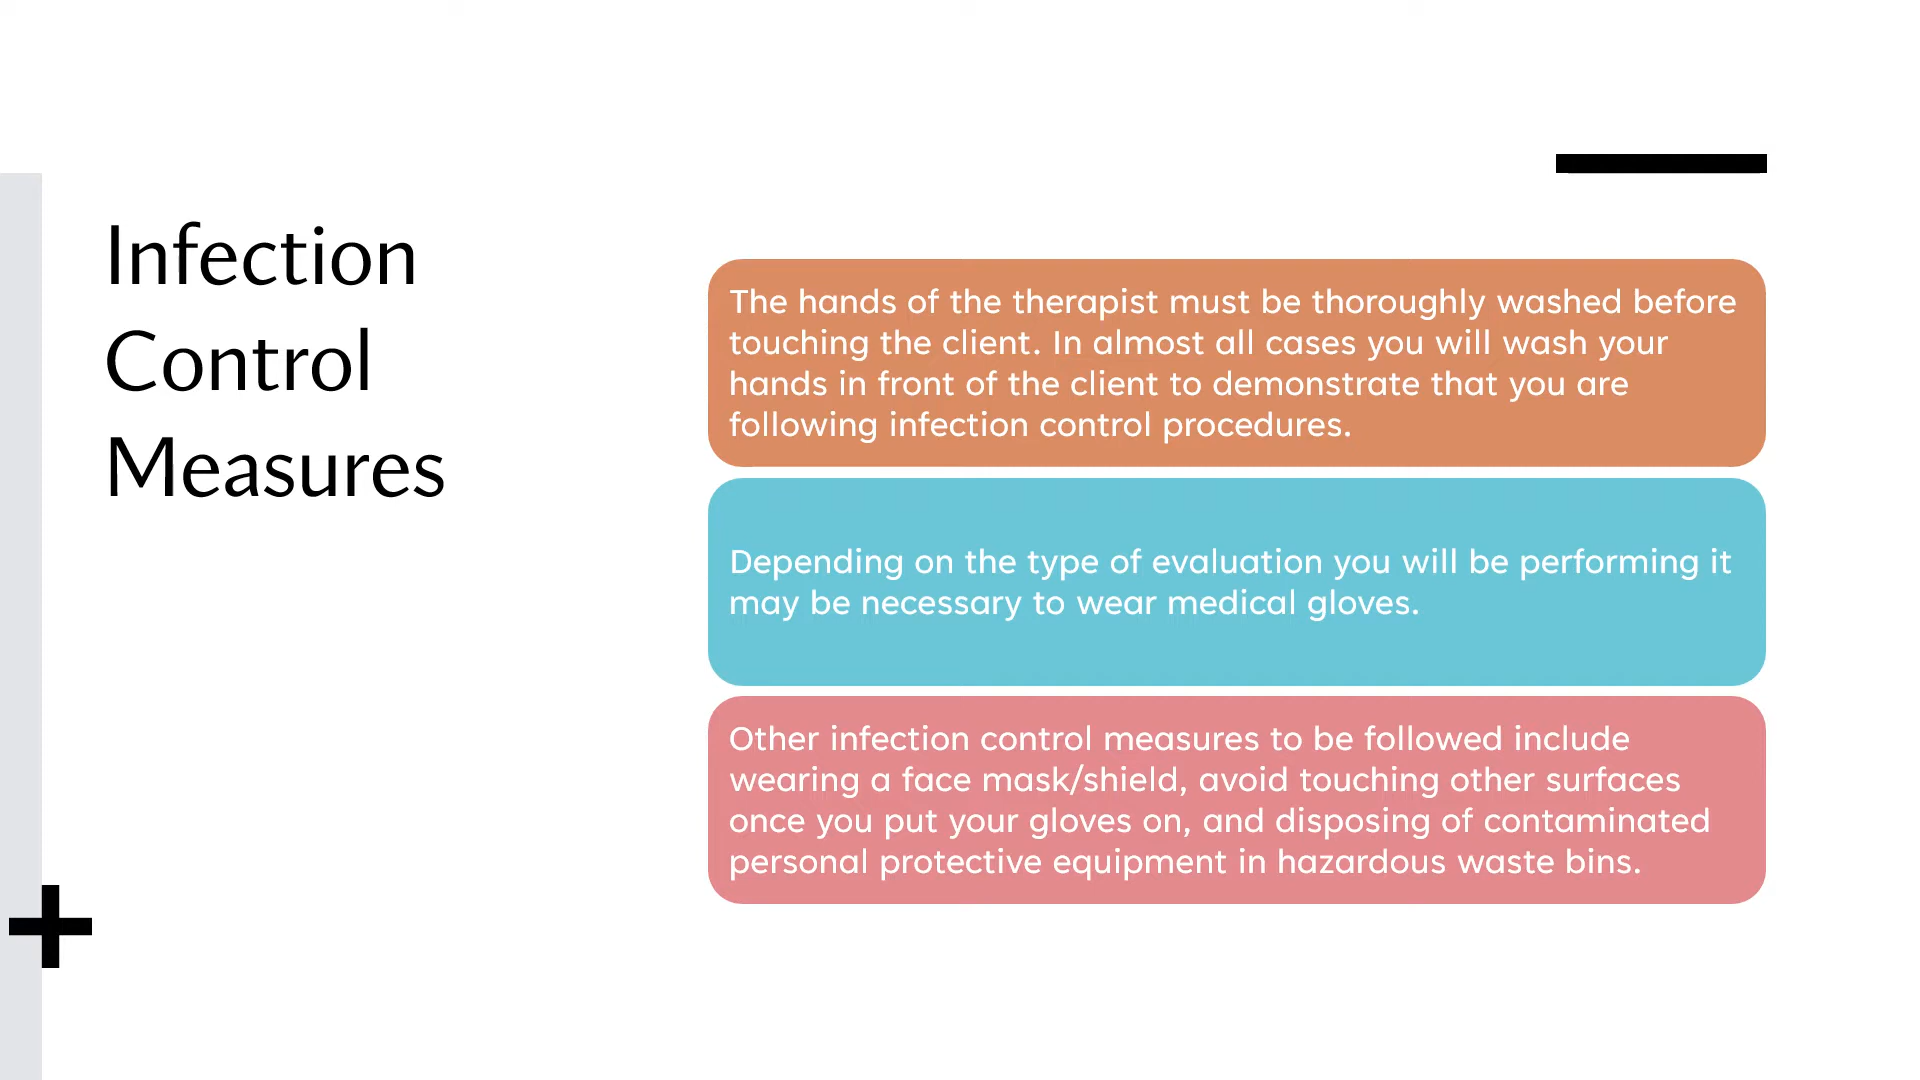 Infection
Control
Measures
The hands of the therapist must be thoroughly washed before
touching the client. In almost all cases you will wash your
hands in front of the client to demonstrate that you are
following infection control procedures.
Depending on the type of evaluation you will be performing it
may be necessary to wear medical gloves.
Other infection control measures to be followed include
wearing a face mask/shield, avoid touching other surfaces
once you put your gloves on, and disposing of contaminated
personal protective equipment in hazardous waste bins.